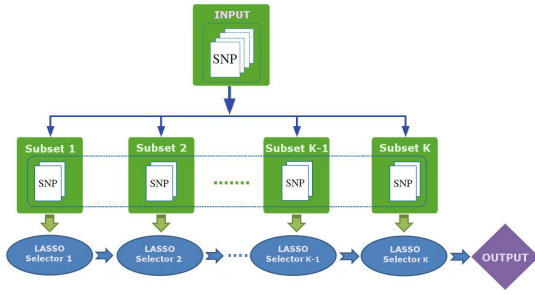 INPUT
SNP
Subset 1
Subset 2
Subset K-1
Subset K
SNP
SNP
SNP
SNP
LASSO
Selector 1
LASSO
Selector 2
LASSO
Selector K-1
LASSO
Selector K
OUTPUT